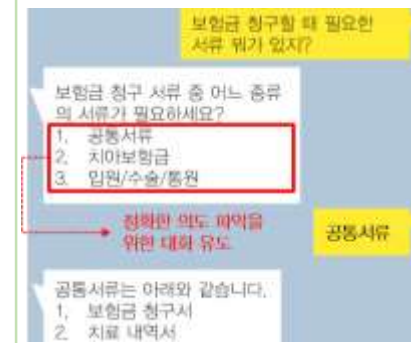 보험금 청구할 때 필요한
서류 뭐가 있지?
보험금 청구 서류 중 어느 종류
의 서류가 필요하세요?
1. 공통서류
2. 치아보험금
3. 입원/수술/통원
정확한 의도 파악을
위한 대화 유도
공통서류
공통서류는 아래와 같습니다.
1. 보험금 청구서
2. 치료 내역서